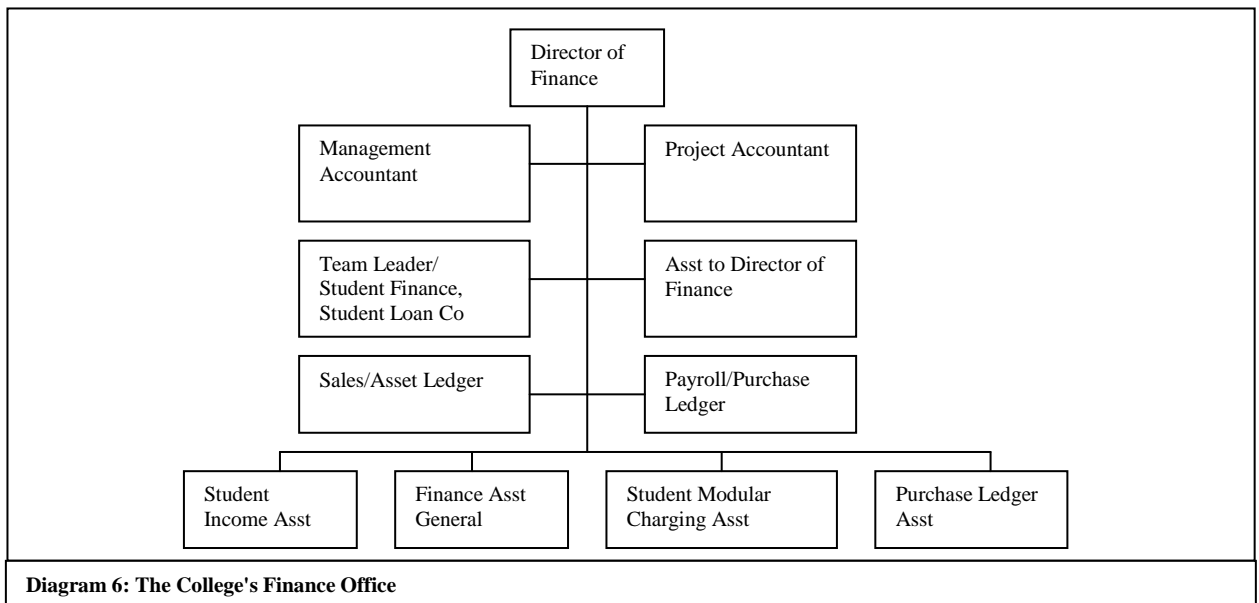 Director of
Finance
Management
Accountant
Project Accountant
Team Leader/
Student Finance,
Student Loan Co
Asst to Director of
Finance
Sales/Asset Ledger
Payroll/Purchase
Ledger
Student
Income Asst
Finance Asst
General
Student Modular
Charging Asst
Purchase Ledger
Asst
Diagram 6: The College's Finance Office